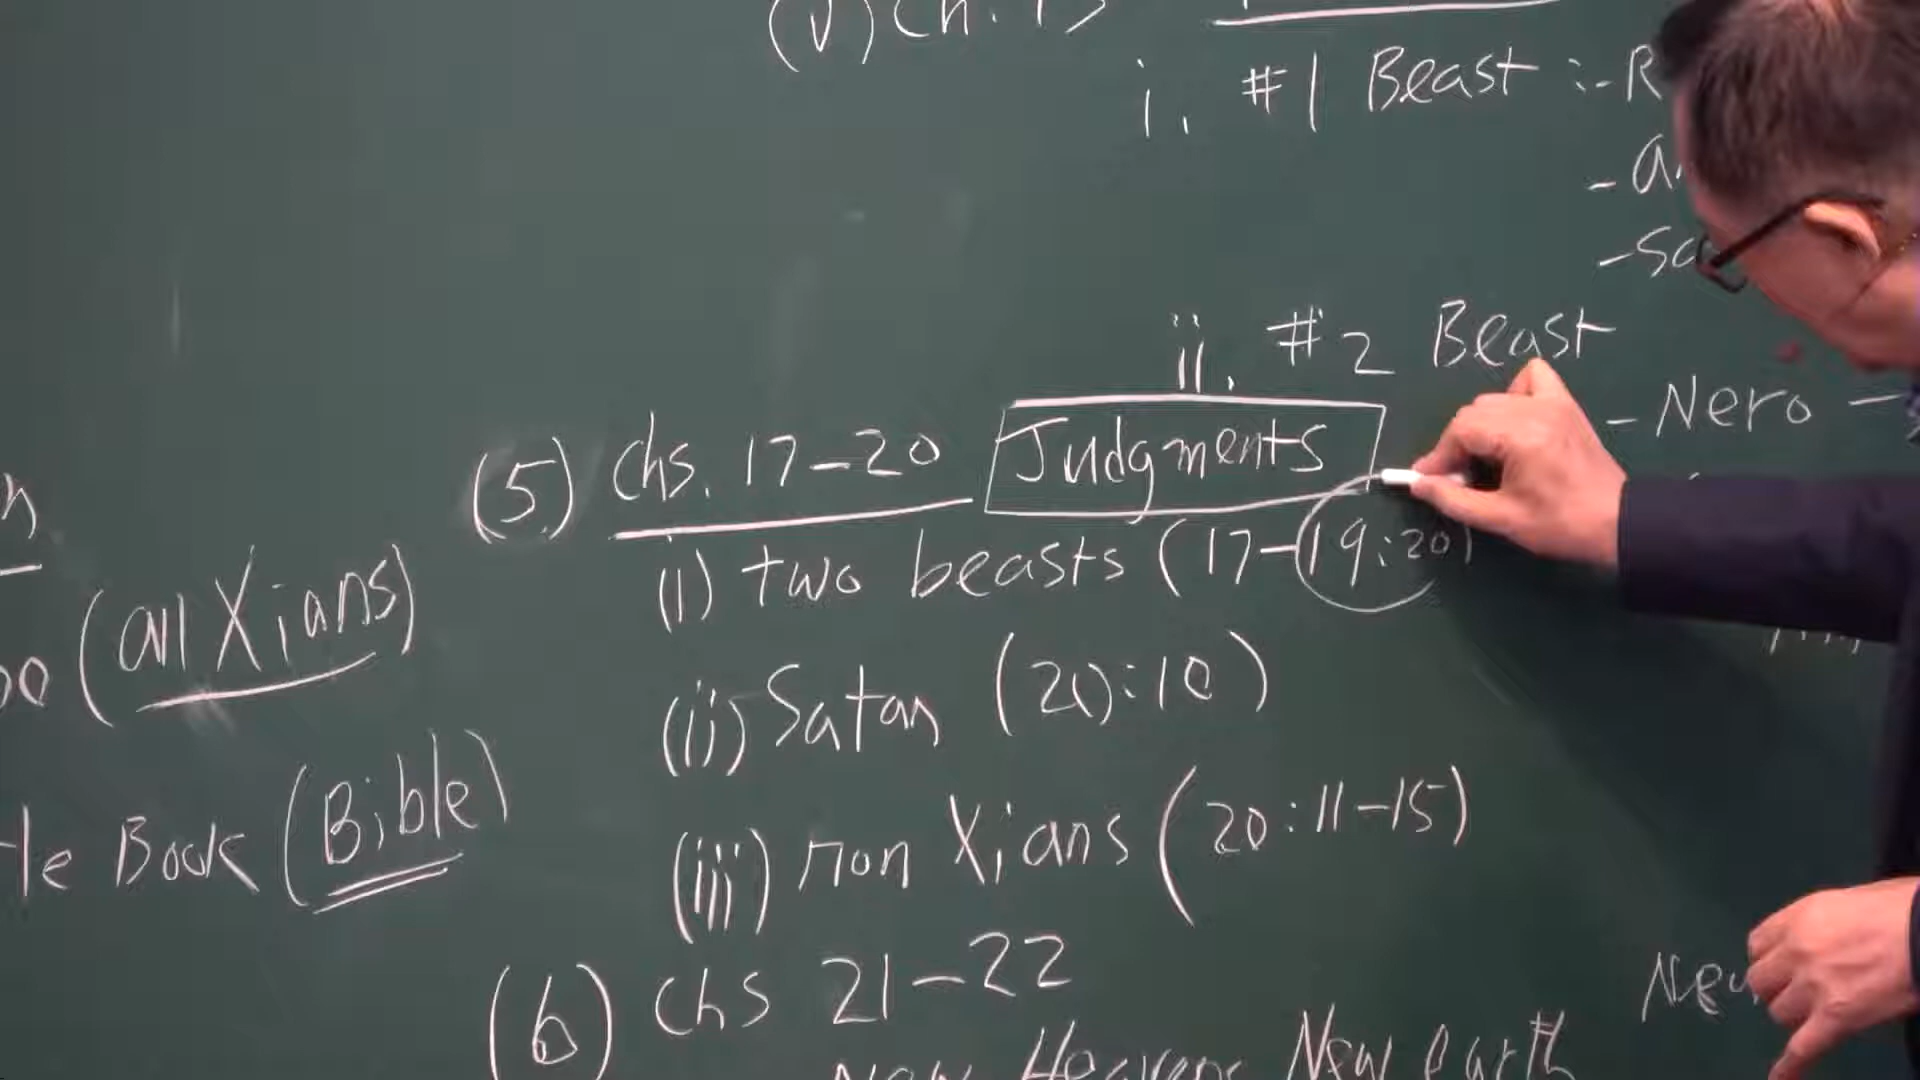 (V) Ch. 13
i. #1 Beast :- R
- a
- Sa
ii. #2 Beast
- Nero -
(5) Chs. 17-20 Judgments
(i) two beasts (17-19:20)
(all Xians)
(ii) Satan (20:10)
Book (Bible)
(iii) non Xians (20:11-15)
(6) Chs 21-22
New Heavens New earth